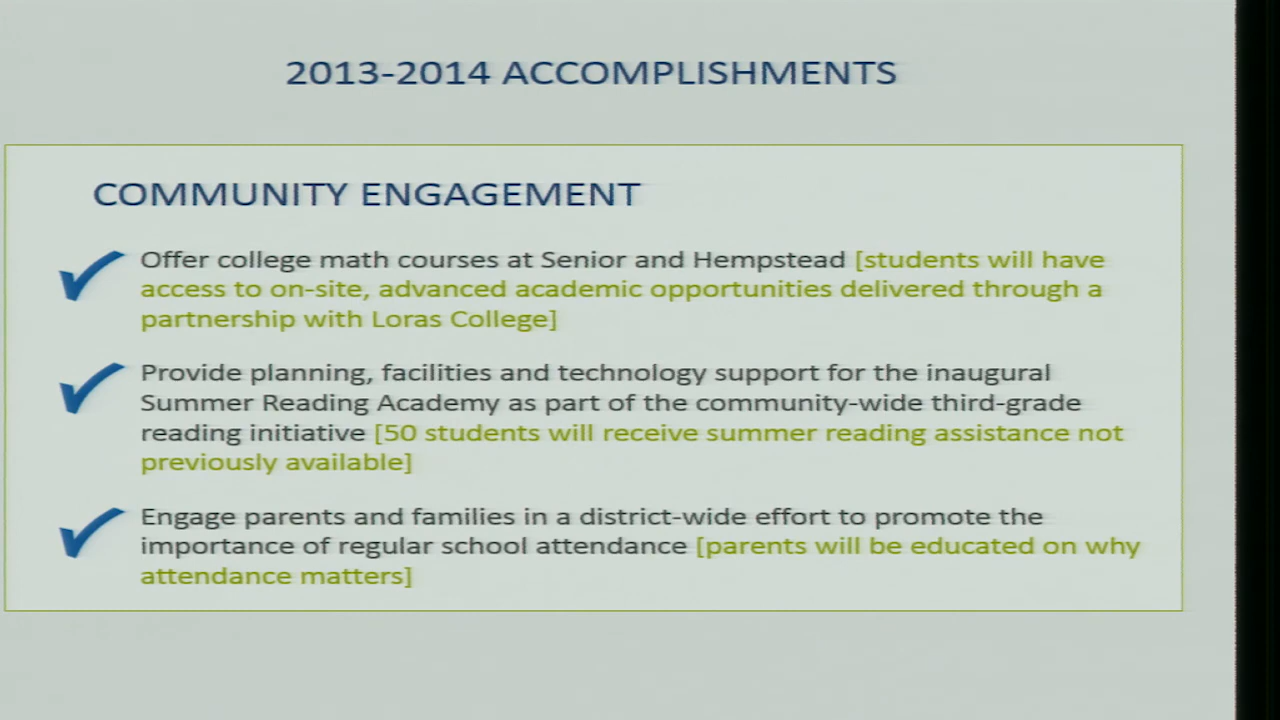 2013-2014 ACCOMPLISHMENTS
COMMUNITY ENGAGEMENT
Offer college math courses at Senior and Hempstead [students will have
access to on-site, advanced academic opportunities delivered through a
partnership with Loras College]
Provide planning, facilities and technology support for the inaugural
Summer Reading Academy as part of the community-wide third-grade
reading initiative [50 students will receive summer reading assistance not
previously available]
Engage parents and families in a district-wide effort to promote the
importance of regular school attendance [parents will be educated on why
attendance matters]